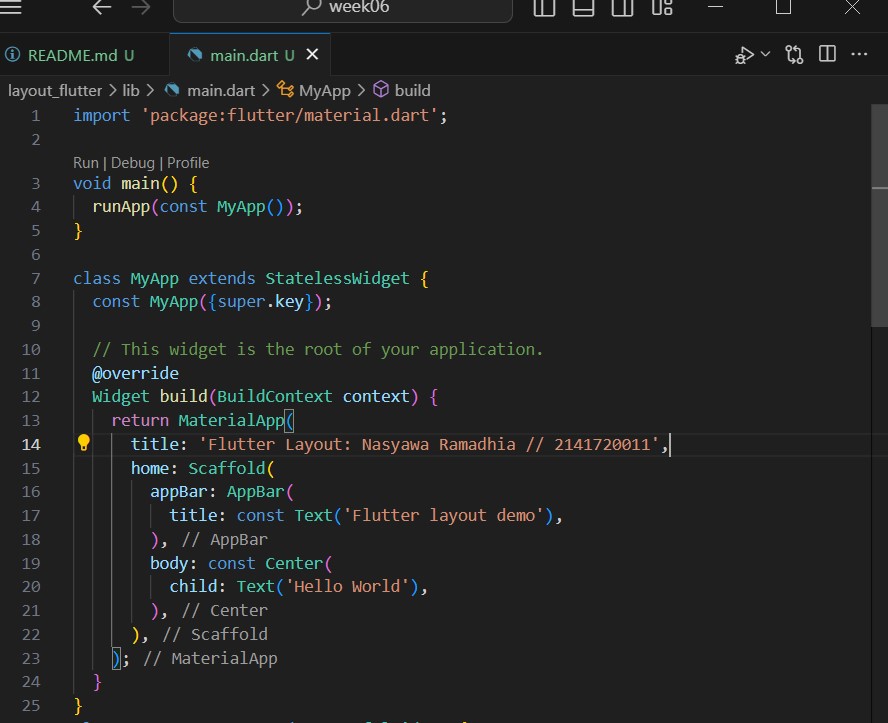 week06
README.md U
main.dart U
layout_flutter > lib > main.dart > MyApp > build
1 import 'package:flutter/material.dart';
2
Run | Debug | Profile
3 void main() {
4 runApp(const MyApp());
5 }
6
7 class MyApp extends StatelessWidget {
8 const MyApp({super.key});
9
10 // This widget is the root of your application.
11 @override
12 Widget build(BuildContext context) {
13 return MaterialApp(
14 title: 'Flutter Layout: Nasyawa Ramadhia // 2141720011',
15 home: Scaffold(
16 appBar: AppBar(
17 title: const Text('Flutter layout demo'),
18 ), // AppBar
19 body: const Center(
20 child: Text('Hello World'),
21 ), // Center
22 ), // Scaffold
23 ); // MaterialApp
24 }
25 }